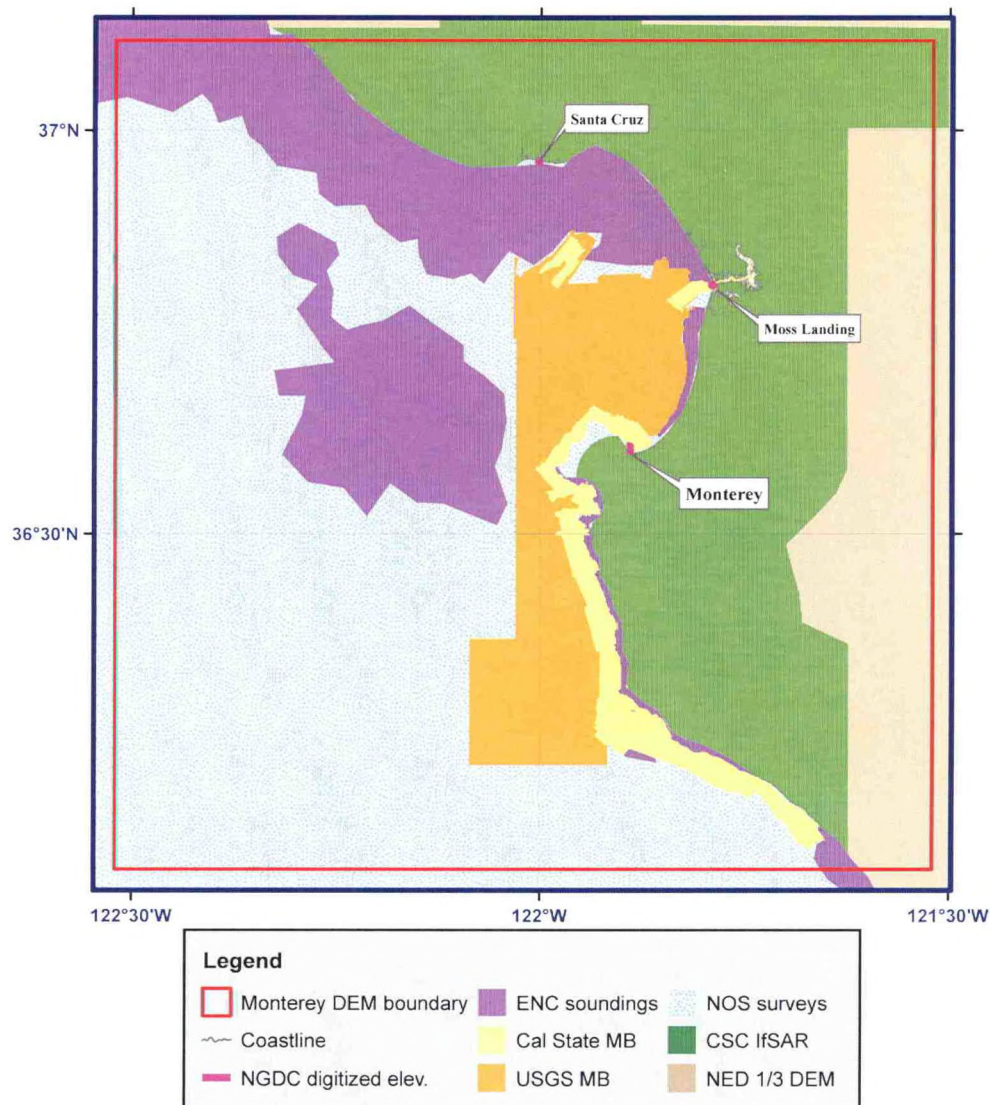 Santa Cruz
37°N
Moss Landing
Monterey
36°30'N
122°30'W
122°W
121°30'W
Legend
Monterey DEM boundary
ENC soundings
NOS surveys
Coastline
Cal State MB
CSC IfSAR
NGDC digitized elev.
USGS MB
NED 1/3 DEM